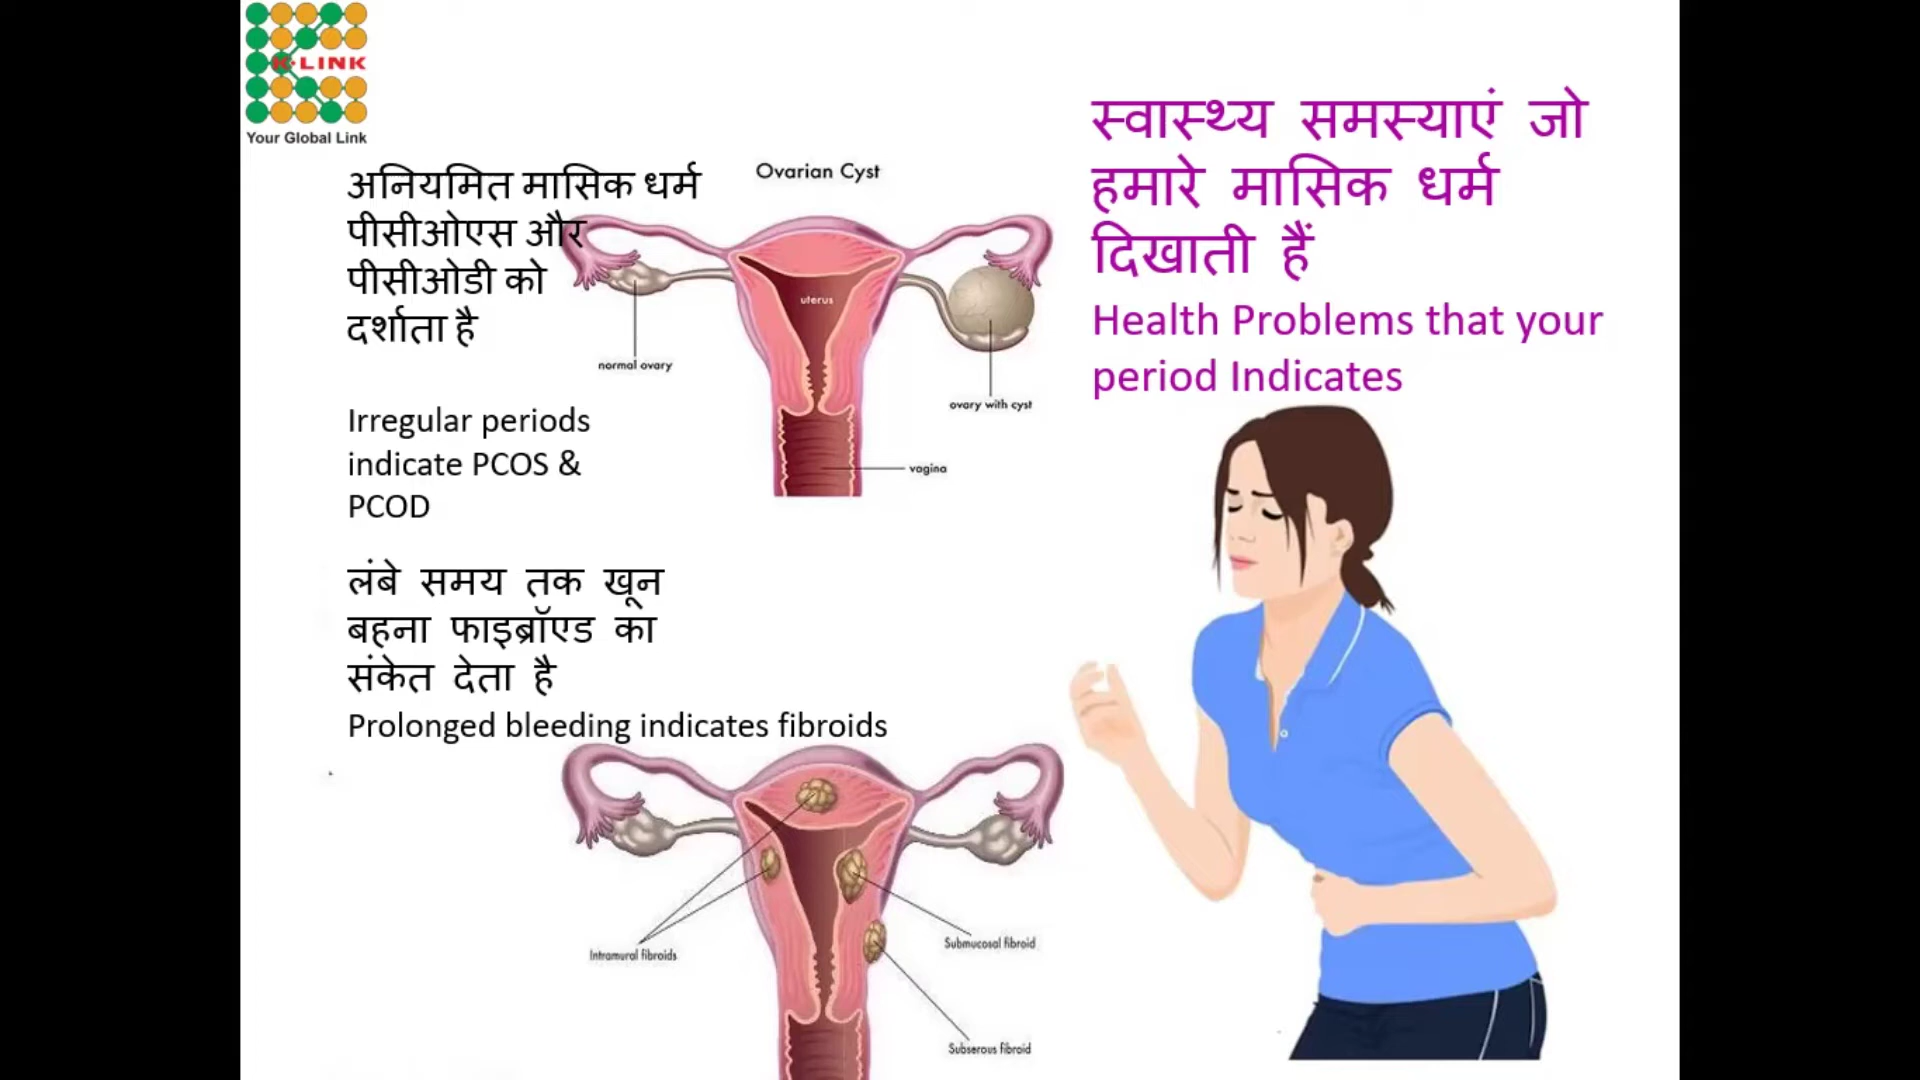 K-LINK
Your Global Link
स्वास्थ्य समस्याएं जो
हमारे मासिक धर्म
दिखाती हैं
Health Problems that your
period Indicates
अनियमित मासिक धर्म
पीसीओएस और
पीसीओडी को
दर्शाता है
Irregular periods
indicate PCOS &
PCOD
Ovarian Cyst
uterus
normal ovary
ovary with cyst
vagina
लंबे समय तक खून
बहना फाइब्रॉएड का
संकेत देता है
Prolonged bleeding indicates fibroids
Intramural fibroids
Submucosal fibroid
Subserous fibroid